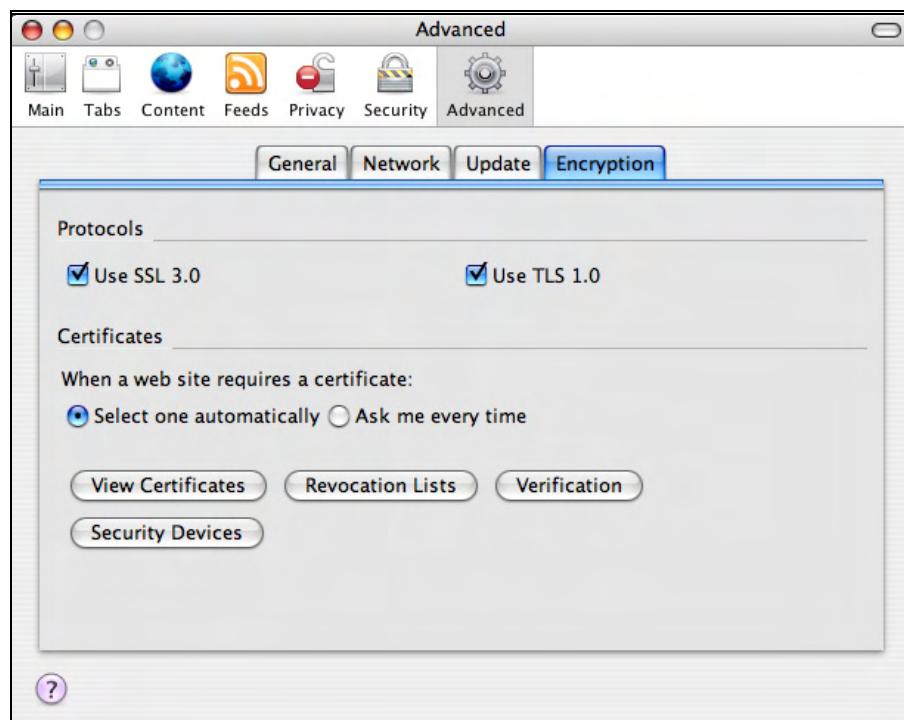 Advanced
Main Tabs Content Feeds Privacy Security Advanced
General Network Update Encryption
Protocols
Use SSL 3.0 Use TLS 1.0
Certificates
When a web site requires a certificate:
Select one automatically Ask me every time
View Certificates Revocation Lists Verification
Security Devices
?